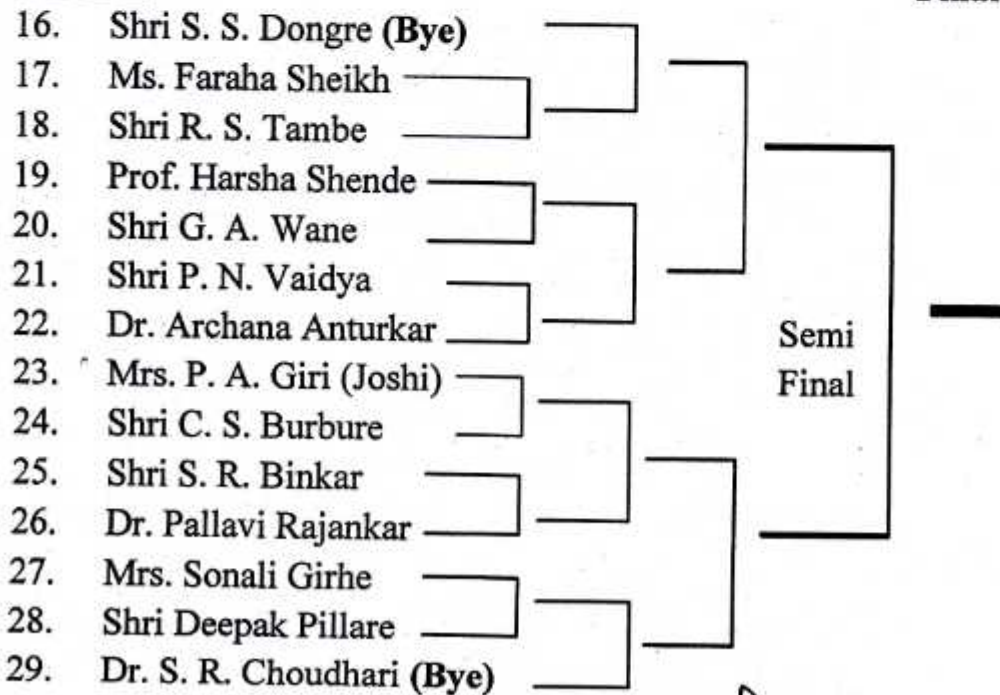 16. Shri S. S. Dongre (Bye)
17. Ms. Faraha Sheikh
18. Shri R. S. Tambe
19. Prof. Harsha Shende
20. Shri G. A. Wane
21. Shri P. N. Vaidya
22. Dr. Archana Anturkar
23. Mrs. P. A. Giri (Joshi)
24. Shri C. S. Burbure
25. Shri S. R. Binkar
26. Dr. Pallavi Rajankar
27. Mrs. Sonali Girhe
28. Shri Deepak Pillare
29. Dr. S. R. Choudhari (Bye)
Semi
Final